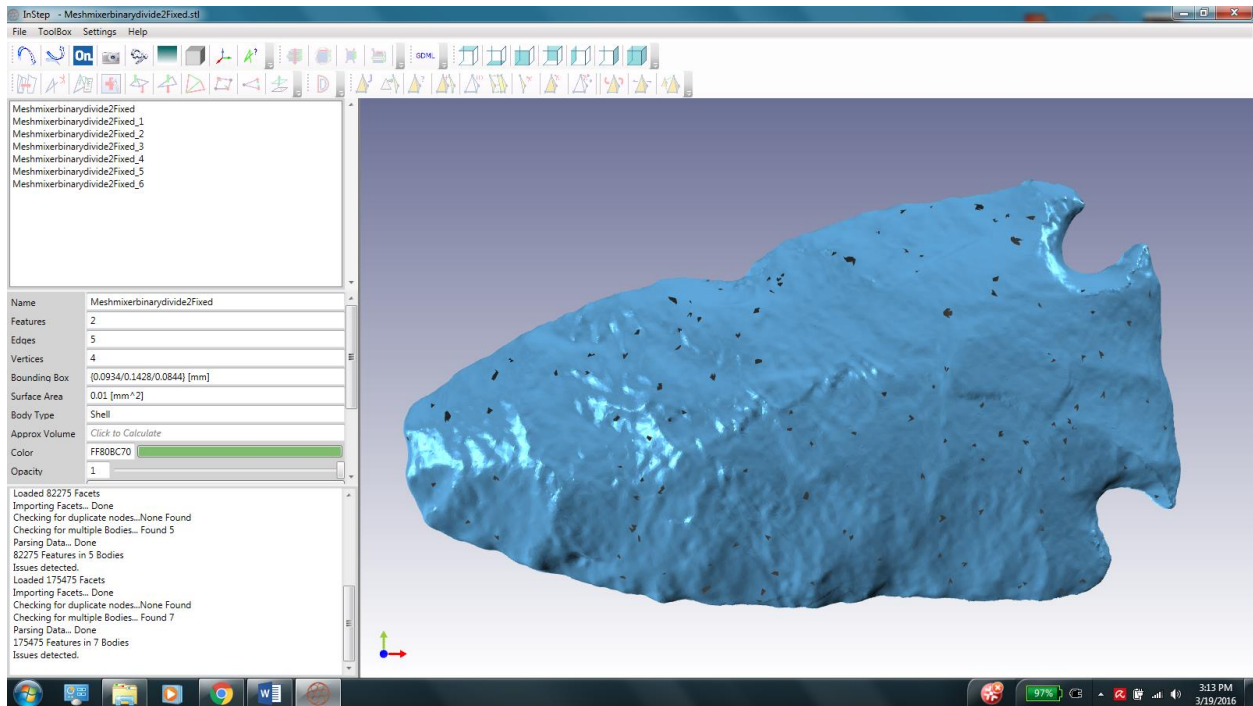 InStep - Meshmixerbinarydivide2Fixed.stl
File ToolBox Settings Help
On
GDML
D
Meshmixerbinarydivide2Fixed
Meshmixerbinarydivide2Fixed_1
Meshmixerbinarydivide2Fixed_2
Meshmixerbinarydivide2Fixed_3
Meshmixerbinarydivide2Fixed_4
Meshmixerbinarydivide2Fixed_5
Meshmixerbinarydivide2Fixed_6
Name Meshmixerbinarydivide2Fixed
Features 2
Edges 5
Vertices 4
Bounding Box {0.0934/0.1428/0.0844} [mm]
Surface Area 0.01 [mm^2]
Body Type Shell
Approx Volume Click to Calculate
Color FF80BC70
Opacity 1
Loaded 82275 Facets
Importing Facets... Done
Checking for duplicate nodes...None Found
Checking for multiple Bodies... Found 5
Parsing Data... Done
82275 Features in 5 Bodies
Issues detected.
Loaded 175475 Facets
Importing Facets... Done
Checking for duplicate nodes...None Found
Checking for multiple Bodies... Found 7
Parsing Data... Done
175475 Features in 7 Bodies
Issues detected.
97%
3:13 PM
3/19/2016